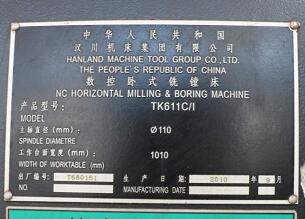 中华人民共和国
汉川机床集团有限公司
HANLAND MACHINE TOOL GROUP CO.,LTD.
THE PEOPLE'S REPUBLIC OF CHINA
数控卧式铣镗床
NC HORIZONTAL MILLING & BORING MACHINE
产品型号: TK611C/I
MODEL
主轴直径(mm): Φ110
SPINDLE DIAMETRE
工作台面宽度(mm): 1010
WIDTH OF WORKTABLE (mm)
出厂编号: T680161 出厂日期: 2010 年 9 月
NO. MANUFACTURING DATE